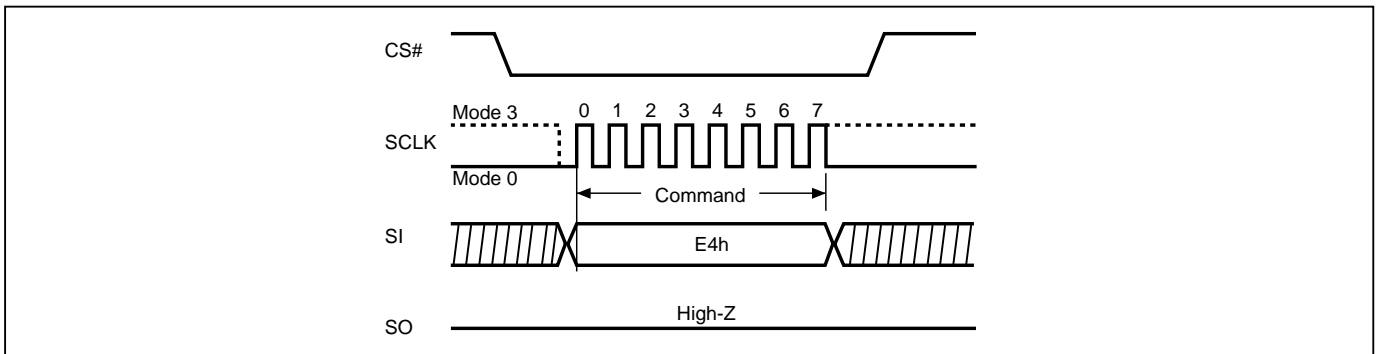 CS#
Mode 3
0 1 2 3 4 5 6 7
SCLK
Mode 0
Command
SI
E4h
High-Z
SO